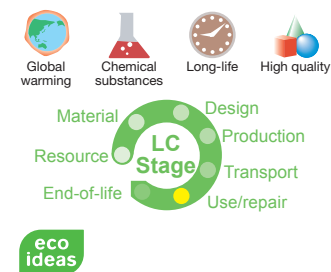 Global
warming
Chemical
substances
Long-life
High quality
Material
Design
Production
LC
Stage
Resource
Transport
End-of-life
Use/repair
eco
ideas